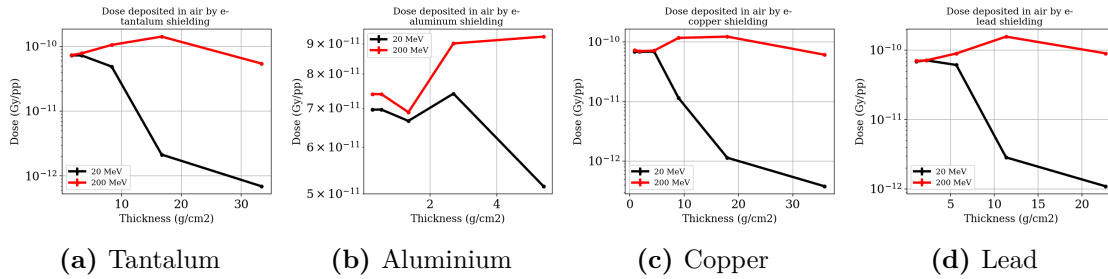 Dose deposited in air by e-
tantalum shielding
Dose (Gy/pp)
10⁻¹⁰
10⁻¹¹
10⁻¹²
20 MeV
200 MeV
0 10 20 30
Thickness (g/cm2)
(a) Tantalum
Dose deposited in air by e-
aluminum shielding
Dose (Gy/pp)
20 MeV
200 MeV
9 × 10⁻¹¹
8 × 10⁻¹¹
7 × 10⁻¹¹
6 × 10⁻¹¹
5 × 10⁻¹¹
2 4
Thickness (g/cm2)
(b) Aluminium
Dose deposited in air by e-
copper shielding
Dose (Gy/pp)
10⁻¹⁰
10⁻¹¹
10⁻¹²
20 MeV
200 MeV
0 10 20 30
Thickness (g/cm2)
(c) Copper
Dose deposited in air by e-
lead shielding
Dose (Gy/pp)
10⁻¹⁰
10⁻¹¹
10⁻¹²
20 MeV
200 MeV
5 10 15 20
Thickness (g/cm2)
(d) Lead